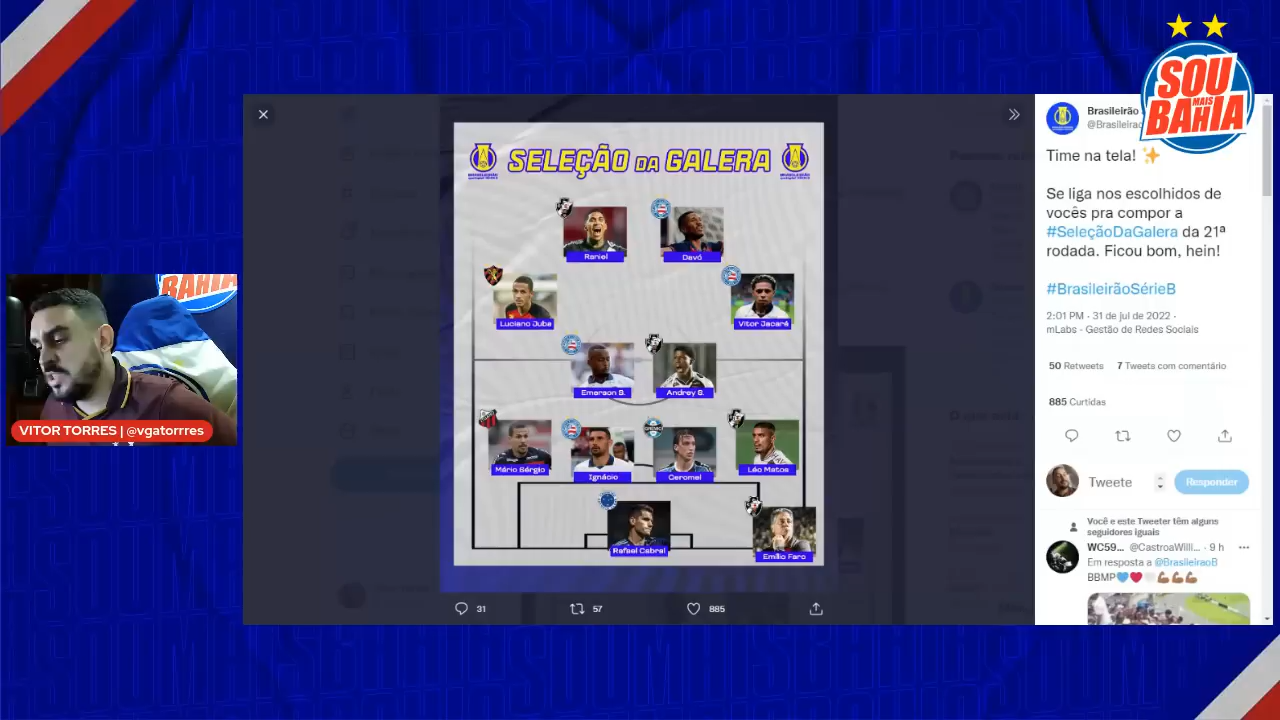 SOU
MAIS
BAHIA
SELEÇÃO DA GALERA
Raniel
Davó
Luciano Juba
Vitor Jacaré
Emerson S.
Andrey S.
Mário Sérgio
Ignácio
Geromel
Léo Matos
Rafael Cabral
Emílio Faro
31
57
885
BAHIA
VITOR TORRES | @vgatorrres
Brasileirão
@Brasileirao
Time na tela! ✨
Se liga nos escolhidos de
vocês pra compor a
#SeleçãoDaGalera da 21ª
rodada. Ficou bom, hein!
#BrasileirãoSérieB
2:01 PM · 31 de jul de 2022 ·
mLabs - Gestão de Redes Sociais
50 Retweets 7 Tweets com comentário
885 Curtidas
Tweete
Responder
Você e este Tweeter têm alguns
seguidores iguais
WC59... @CastroaWilli... · 9 h
Em resposta a @BrasileiraoB
BBMP💙❤️🤍💪🏾💪🏾💪🏾